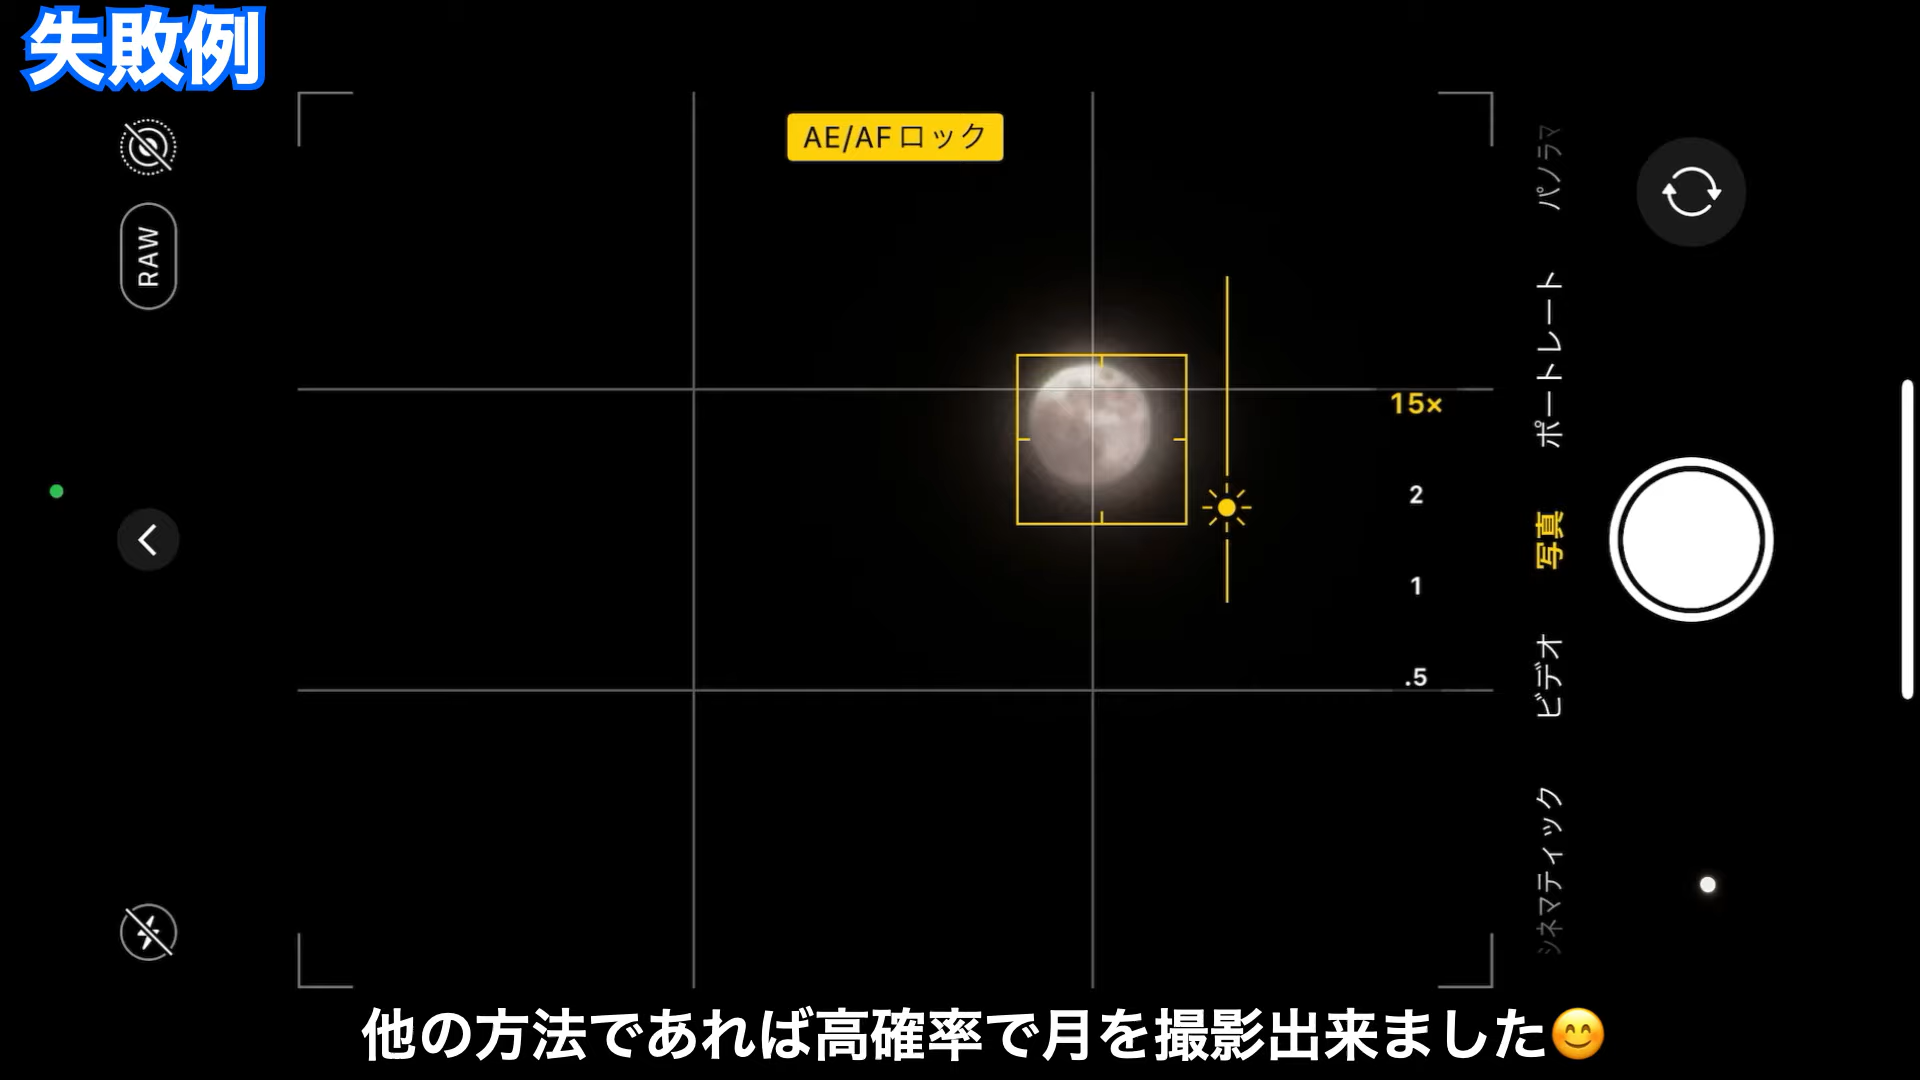 失敗例
AE/AFロック
RAW
15×
2
1
.5
パノラマ
ポートレート
写真
ビデオ
シネマティック
他の方法であれば高確率で月を撮影出来ました😊